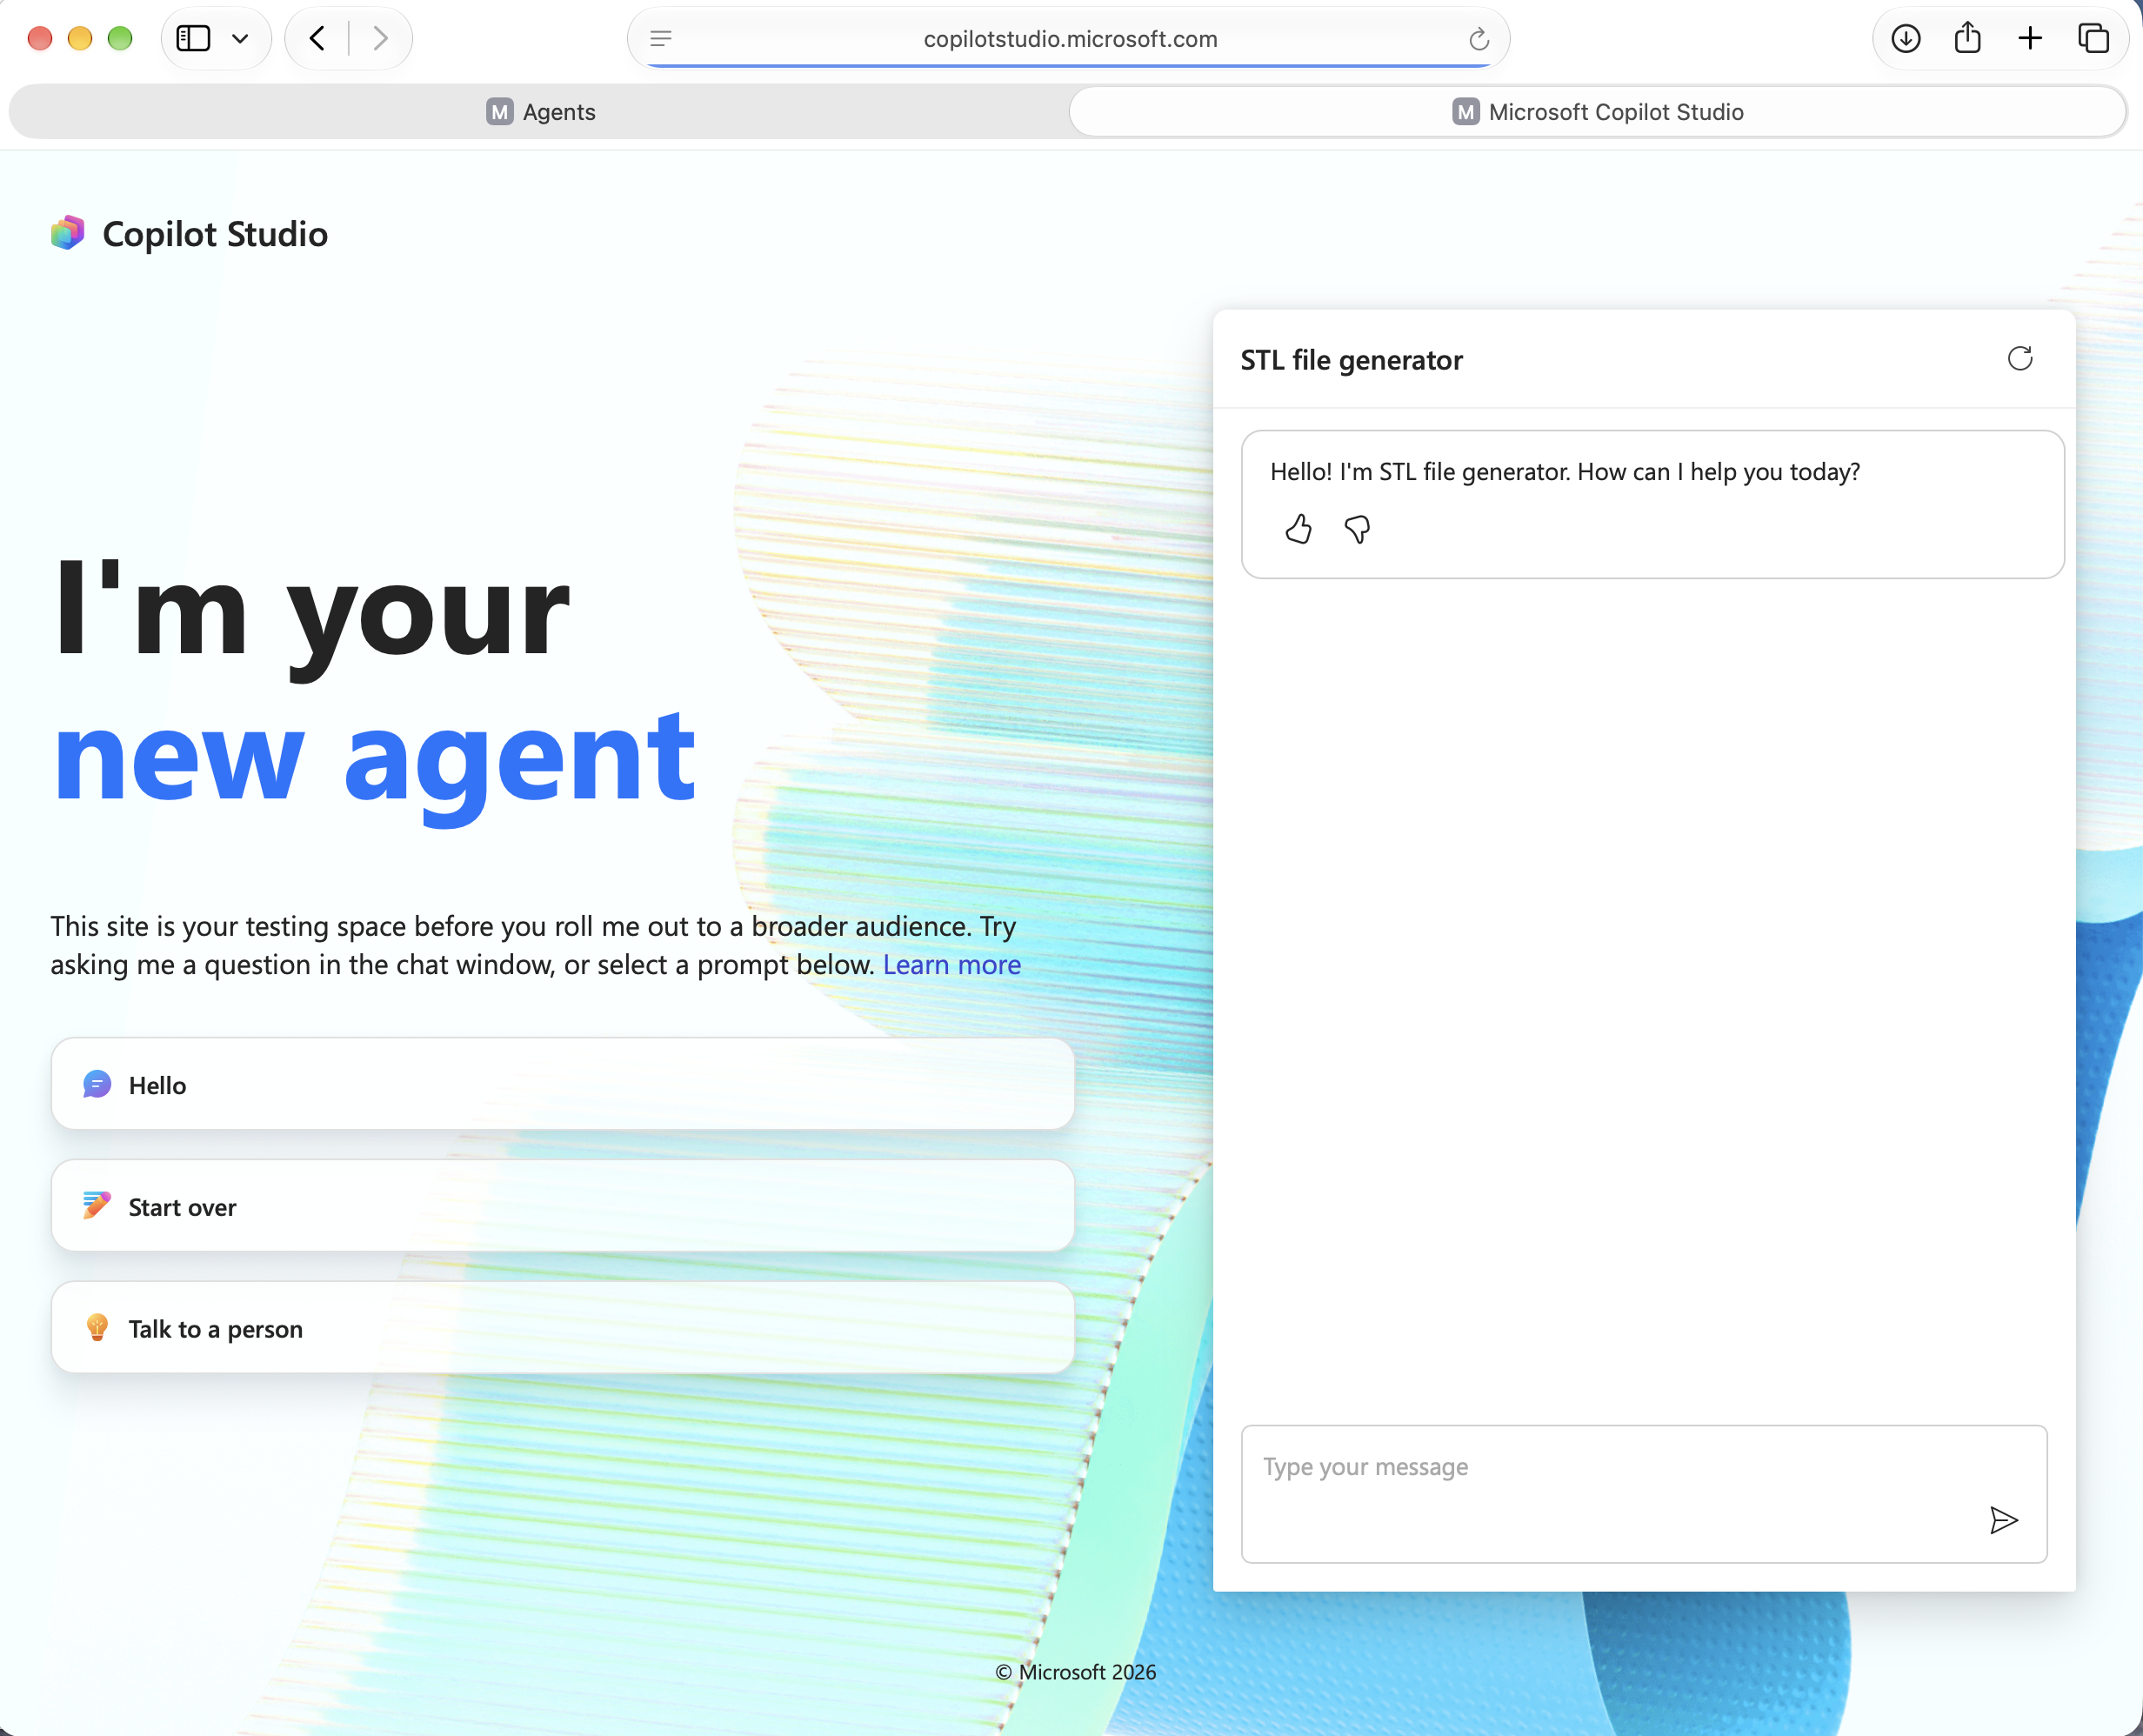 copilotstudio.microsoft.com
M Agents
M Microsoft Copilot Studio
Copilot Studio
I'm your
new agent
This site is your testing space before you roll me out to a broader audience. Try
asking me a question in the chat window, or select a prompt below. Learn more
Hello
Start over
Talk to a person
STL file generator
Hello! I'm STL file generator. How can I help you today?
Type your message
© Microsoft 2026